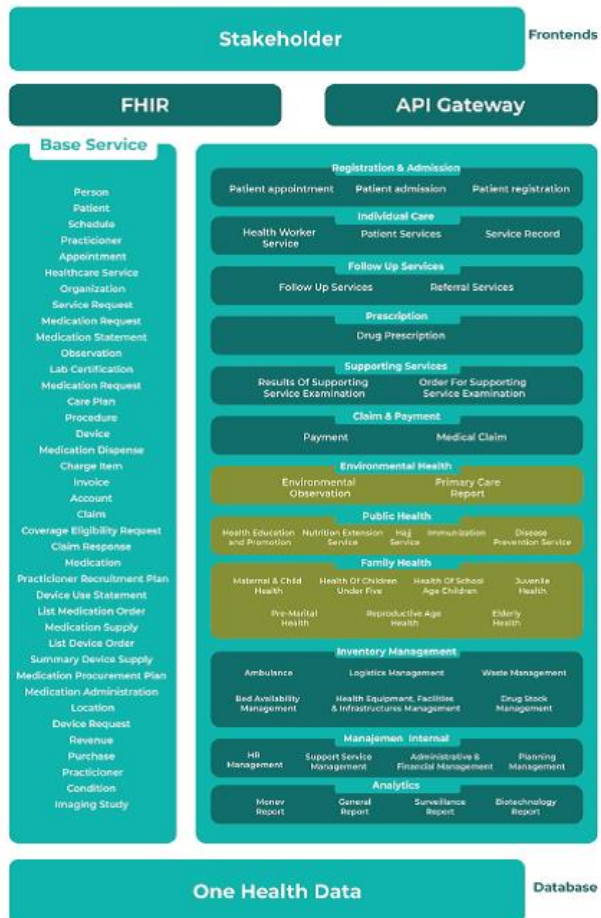 Stakeholder
Frontends
FHIR
API Gateway
Base Service
Person
Patient
Schedule
Practicioner
Appointment
Healthcare Service
Organization
Service Request
Medication Request
Medication Statement
Observation
Lab Certification
Medication Request
Care Plan
Procedure
Device
Medication Dispense
Charge Item
Invoice
Account
Claim
Coverage Eligibility Request
Claim Response
Medication
Practicioner Recruitment Plan
Device Use Statement
List Medication Order
Medication Supply
List Device Order
Summary Device Supply
Medication Procurement Plan
Medication Administration
Location
Device Request
Revenue
Purchase
Practicioner
Condition
Imaging Study
Registration & Admission
Patient appointment Patient admission Patient registration
Individual Care
Health Worker
Service
Patient Services
Service Record
Follow Up Services
Follow Up Services Referral Services
Prescription
Drug Prescription
Supporting Services
Results Of Supporting
Service Examination
Order For Supporting
Service Examination
Claim & Payment
Payment Medical Claim
Environmental Health
Environmental
Observation
Primary Care
Report
Public Health
Health Education
and Promotion
Nutrition Extension
Service
Hajj
Service
Immunization
Disease
Prevention Service
Family Health
Maternal & Child
Health
Health Of Children
Under Five
Health Of School
Age Children
Juvenile
Health
Pre-Marital
Health
Reproductive Age
Health
Elderly
Health
Inventory Management
Ambulance Logistics Management Waste Management
Bed Availability
Management
Health Equipment, Facilities
& Infrastructures Management
Drug Stock
Management
Manajemen Internal
HR
Management
Support Service
Management
Administrative &
Financial Management
Planning
Management
Analytics
Monev
Report
General
Report
Surveillance
Report
Biotechnology
Report
One Health Data
Database